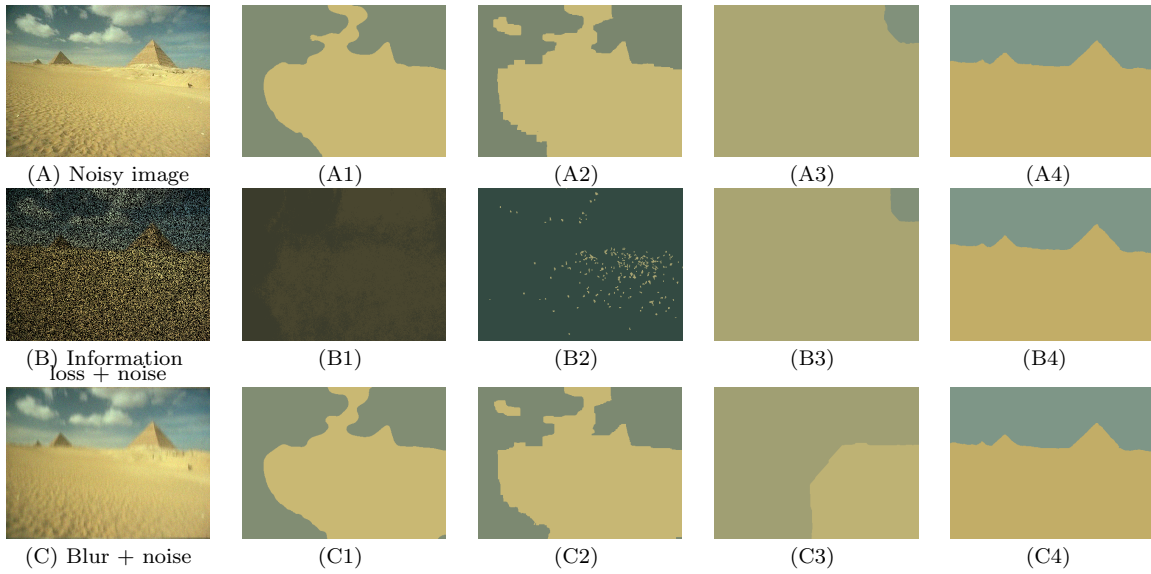 (A) Noisy image
(A1)
(A2)
(A3)
(A4)
(B) Information
loss + noise
(B1)
(B2)
(B3)
(B4)
(C) Blur + noise
(C1)
(C2)
(C3)
(C4)